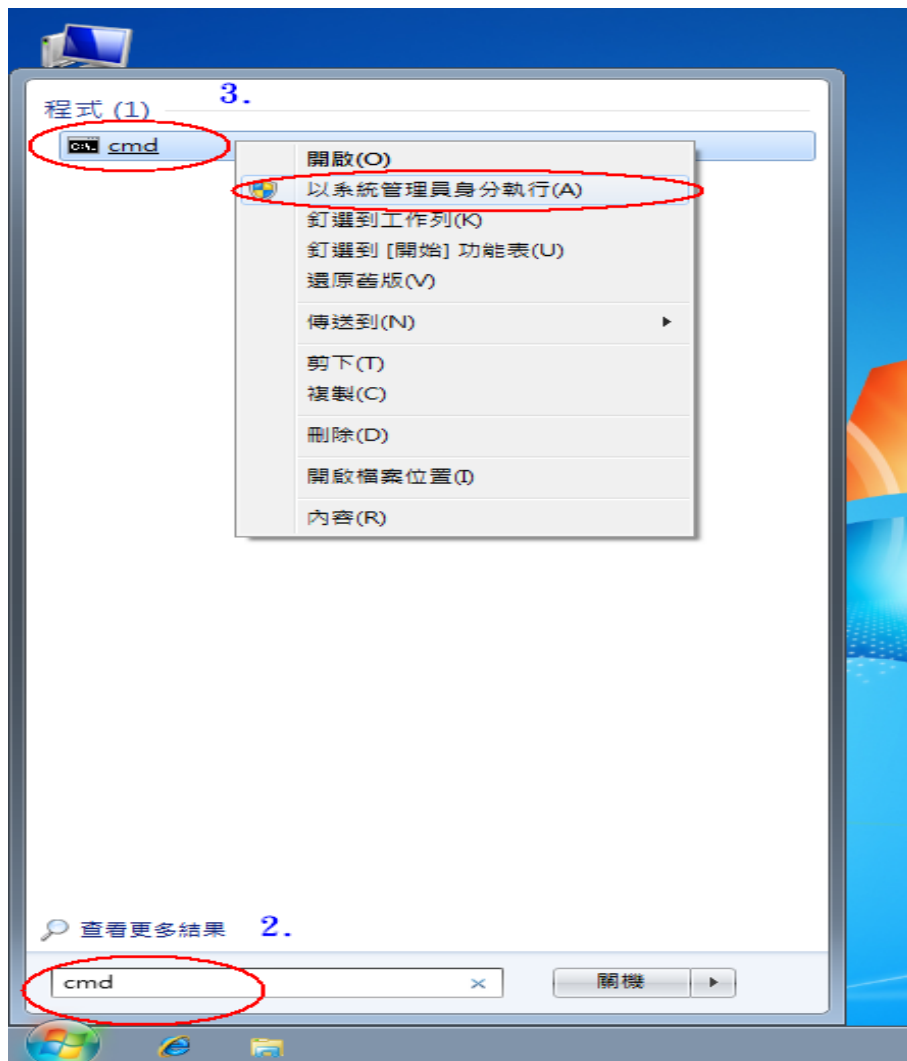 3.
程式 (1)
cmd
開啟(O)
以系統管理員身分執行(A)
釘選到工作列(K)
釘選到 [開始] 功能表(U)
還原舊版(V)
傳送到(N)
剪下(T)
複製(C)
刪除(D)
開啟檔案位置(I)
內容(R)
查看更多結果 2.
cmd 關機